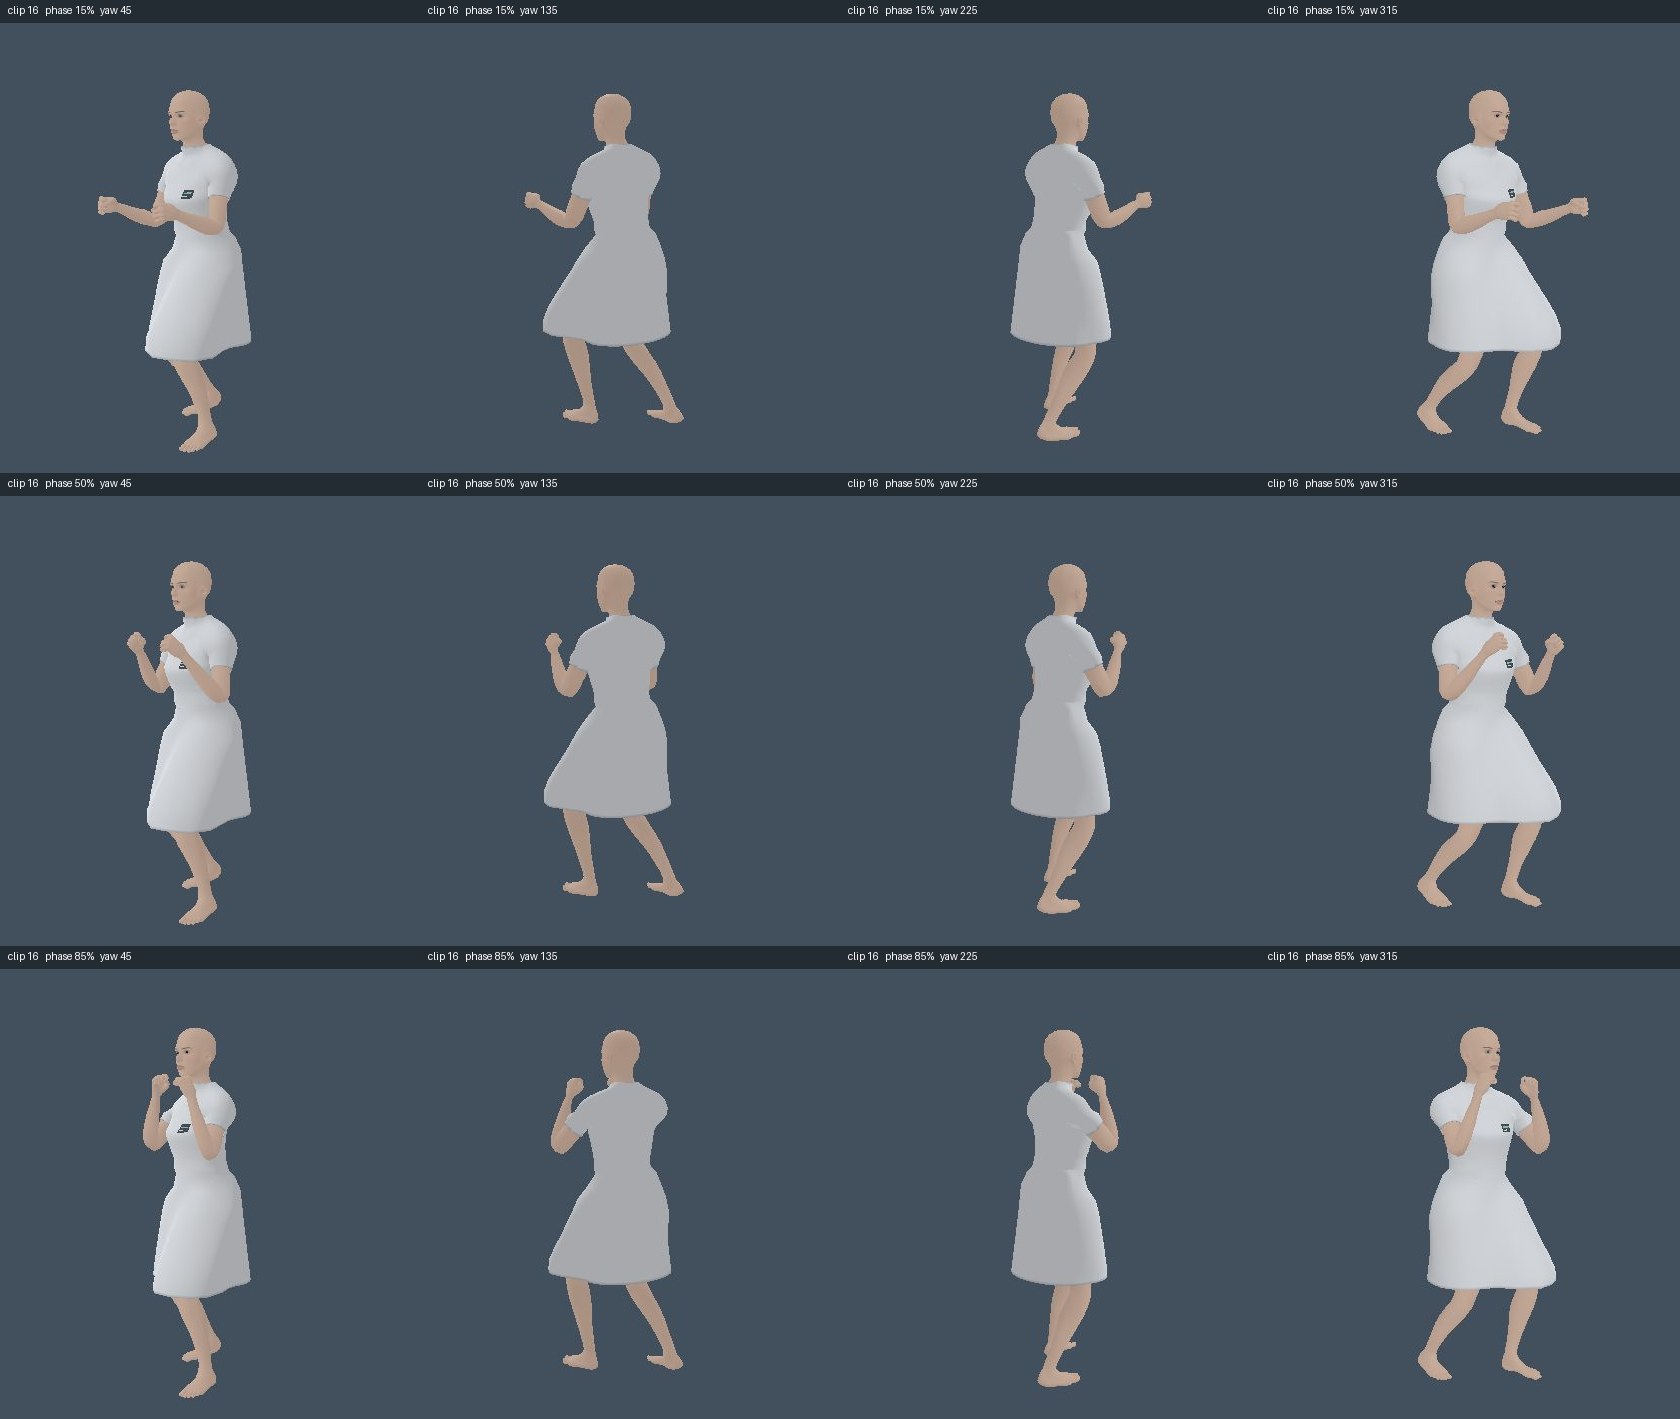 clip 16 phase 15% yaw 45
clip 16 phase 15% yaw 135
clip 16 phase 15% yaw 225
clip 16 phase 15% yaw 315
clip 16 phase 50% yaw 45
clip 16 phase 50% yaw 135
clip 16 phase 50% yaw 225
clip 16 phase 50% yaw 315
clip 16 phase 85% yaw 45
clip 16 phase 85% yaw 135
clip 16 phase 85% yaw 225
clip 16 phase 85% yaw 315